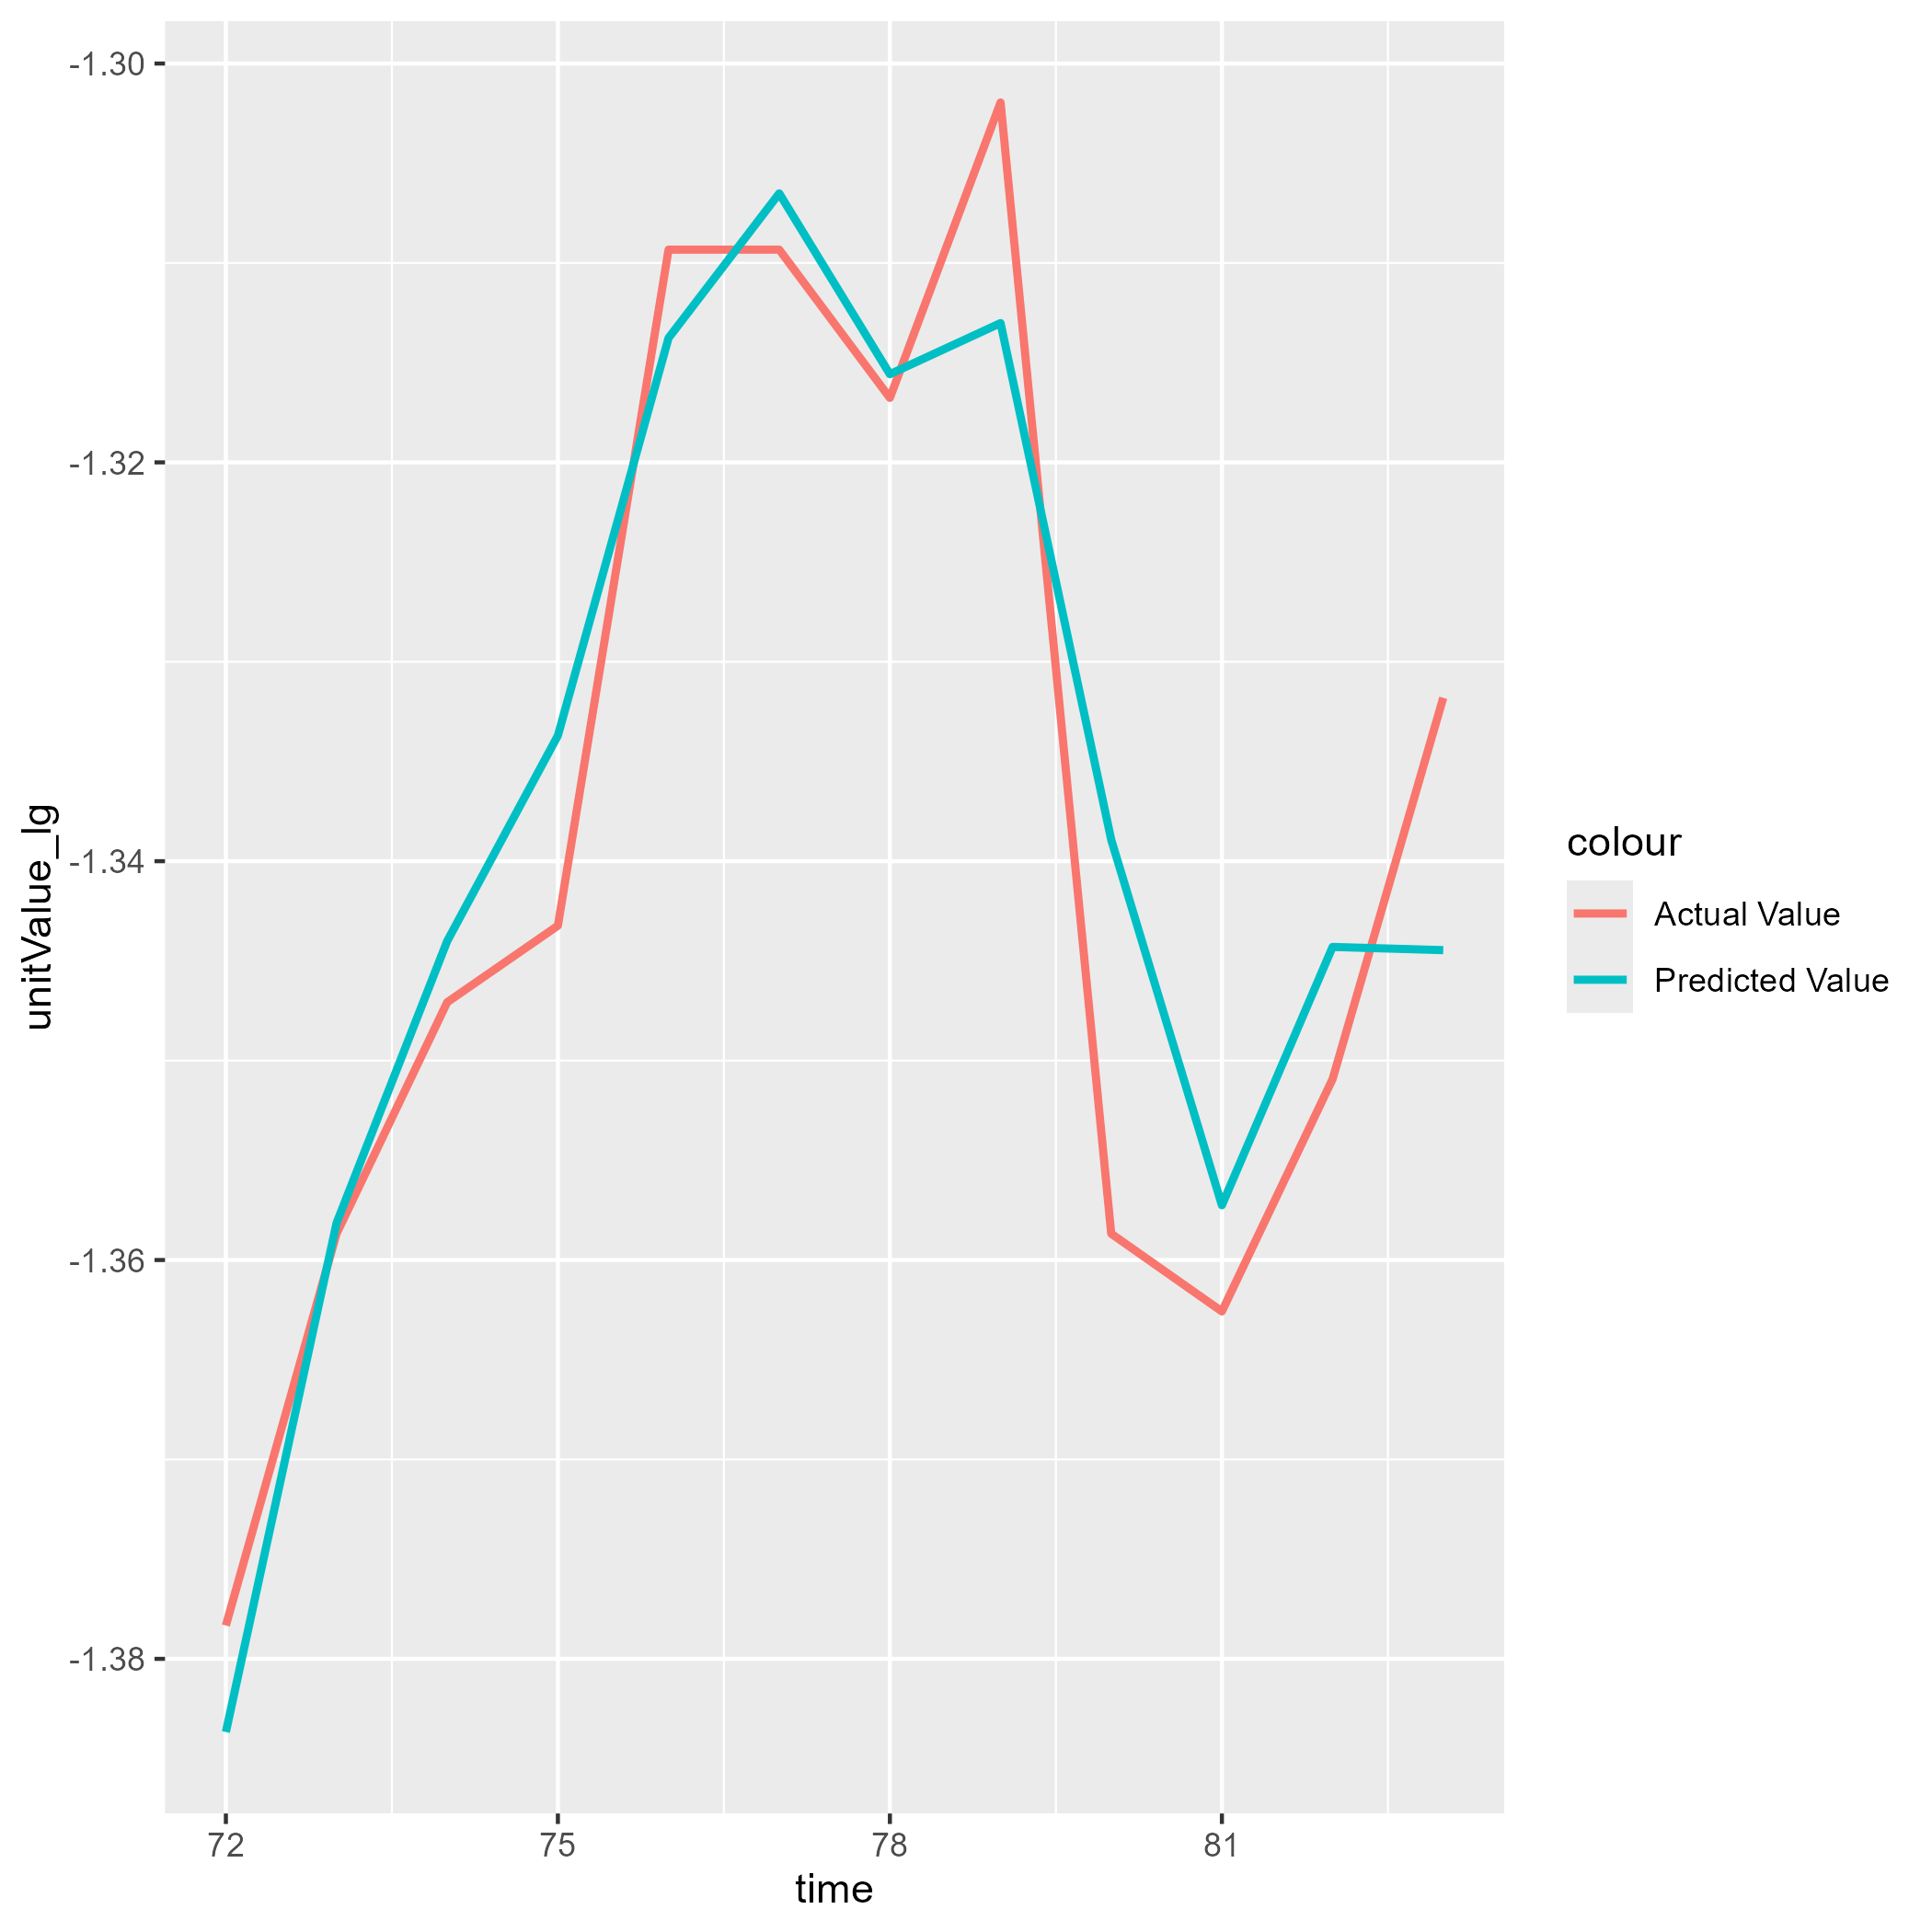 -1.30
-1.32
-1.34
-1.36
-1.38
unitValue_lg
72 75 78 81
time
colour
Actual Value
Predicted Value